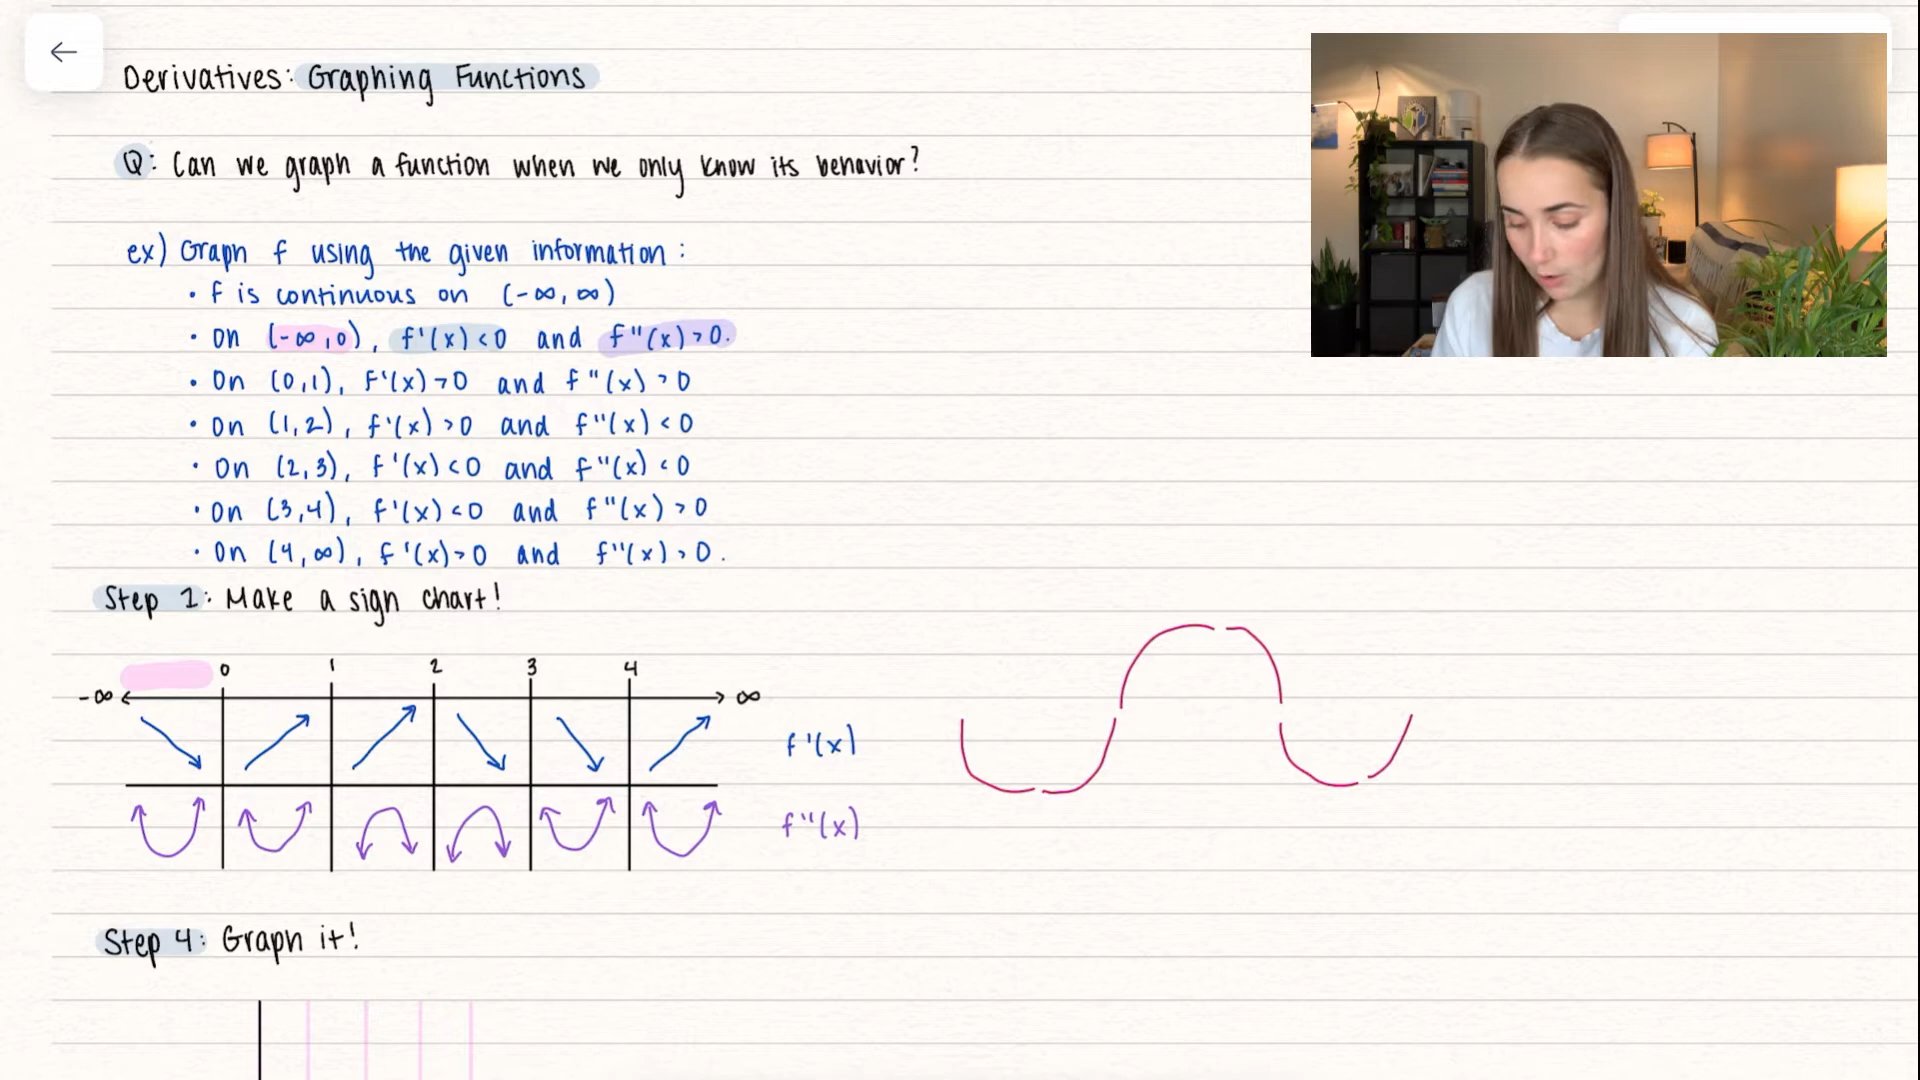 Derivatives: Graphing Functions
Q: Can we graph a function when we only know its behavior?
ex) Graph f using the given information:
• f is continuous on (-∞, ∞)
• on (-∞, 0), f'(x) < 0 and f"(x) > 0.
• On (0,1), f'(x) > 0 and f"(x) > 0
• On (1,2), f'(x) > 0 and f"(x) < 0
• On (2,3), f'(x) < 0 and f"(x) < 0
• On (3,4), f'(x) < 0 and f"(x) > 0
• On (4,∞), f'(x) > 0 and f"(x) > 0.
Step 1: Make a sign chart!
0 1 2 3 4
-∞ ∞
f'(x)
f"(x)
Step 4: Graph it!